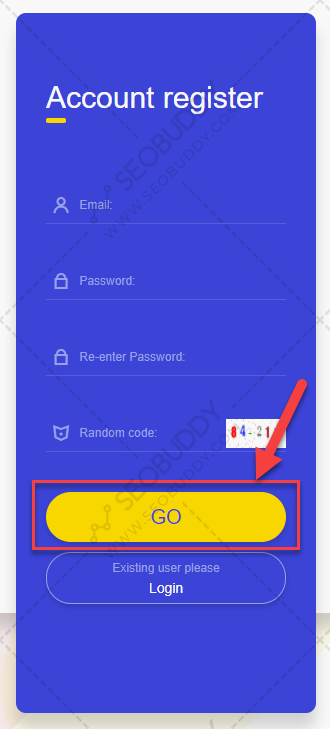 Account register
SEOBUDDY
WWW.SEOBUDDY.CO
Email:
Password:
Re-enter Password:
Random code:
84-21
GO
SEOBUDDY
WWW.SEOBUDDY.COM
Existing user please
Login